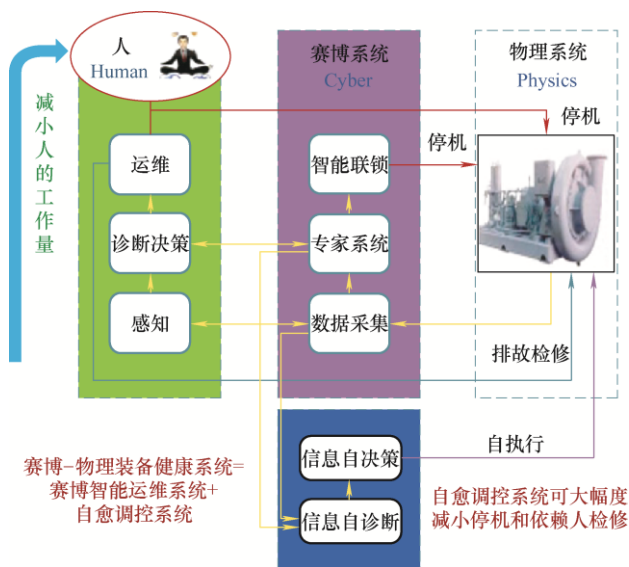 人
Human
赛博系统
Cyber
物理系统
Physics
减小人的工作量
停机
停机
运维
智能联锁
诊断决策
专家系统
感知
数据采集
排故检修
信息自决策
自执行
信息自诊断
赛博-物理装备健康系统=
赛博智能运维系统+
自愈调控系统
自愈调控系统可大幅度
减小停机和依赖人检修